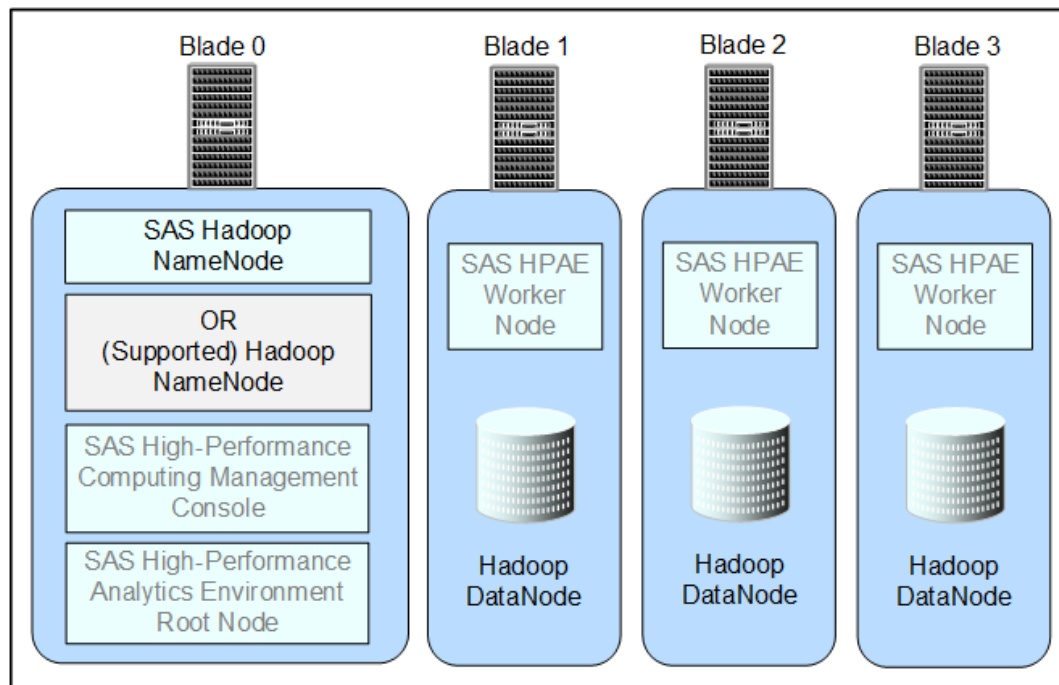 Blade 0
Blade 1
Blade 2
Blade 3
SAS Hadoop
NameNode
OR
(Supported) Hadoop
NameNode
SAS High-Performance
Computing Management
Console
SAS High-Performance
Analytics Environment
Root Node
SAS HPAE
Worker
Node
Hadoop
DataNode
SAS HPAE
Worker
Node
Hadoop
DataNode
SAS HPAE
Worker
Node
Hadoop
DataNode